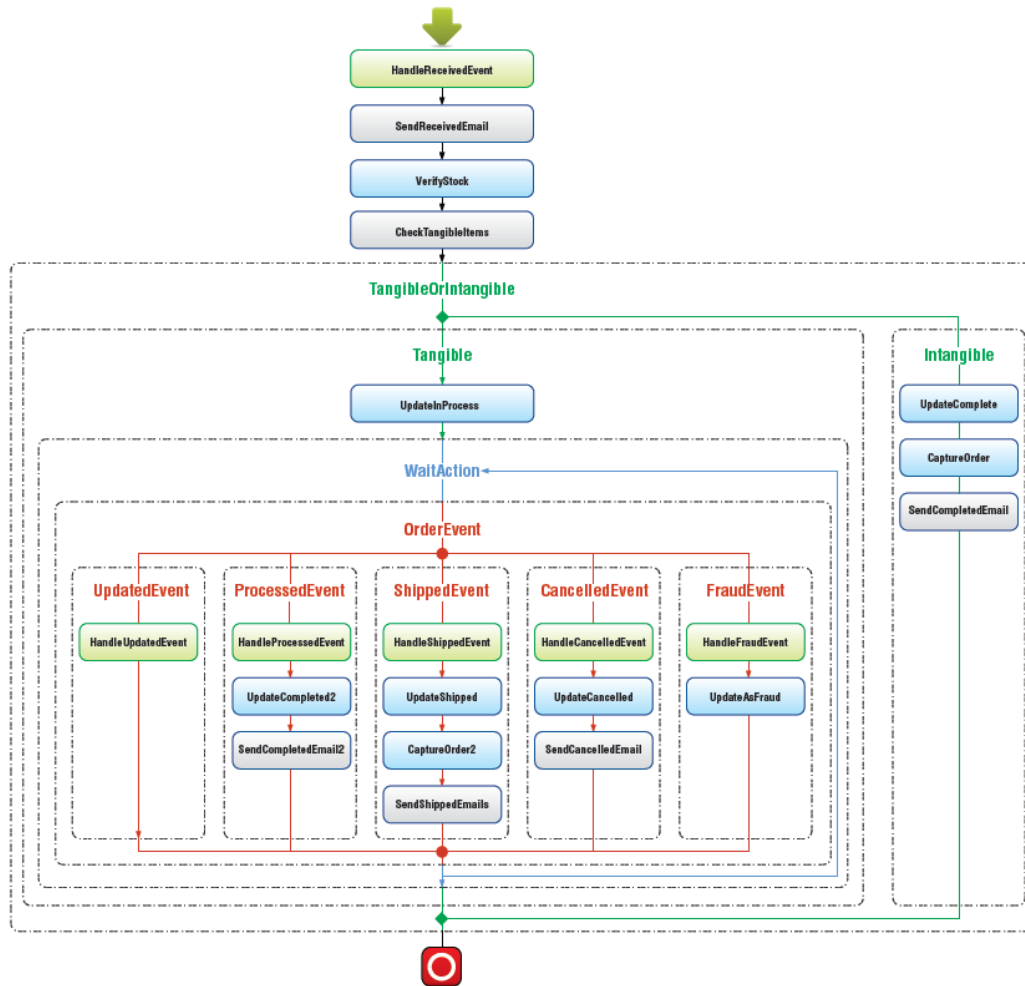 HandleReceivedEvent
SendReceivedEmail
VerifyStock
CheckTangibleItems
TangibleOrIntangible
Tangible
Intangible
UpdateInProcess
UpdateComplete
CaptureOrder
SendCompletedEmail
WaitAction
OrderEvent
UpdatedEvent
ProcessedEvent
ShippedEvent
CancelledEvent
FraudEvent
HandleUpdatedEvent
HandleProcessedEvent
HandleShippedEvent
HandleCancelledEvent
HandleFraudEvent
UpdateCompleted2
UpdateShipped
UpdateCancelled
UpdateAsFraud
SendCompletedEmail2
CaptureOrder2
SendCancelledEmail
SendShippedEmails